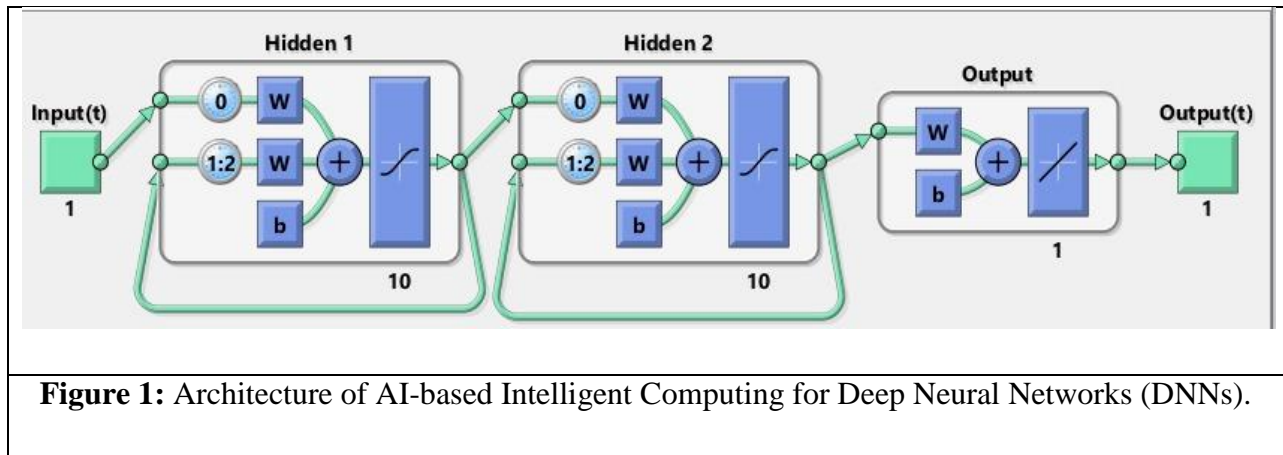 Hidden 1
Hidden 2
Output
Input(t)
Output(t)
0
W
0
W
W
1:2
W
+
1:2
W
+
+
b
b
b
1
1
1
10
10
Figure 1: Architecture of AI-based Intelligent Computing for Deep Neural Networks (DNNs).